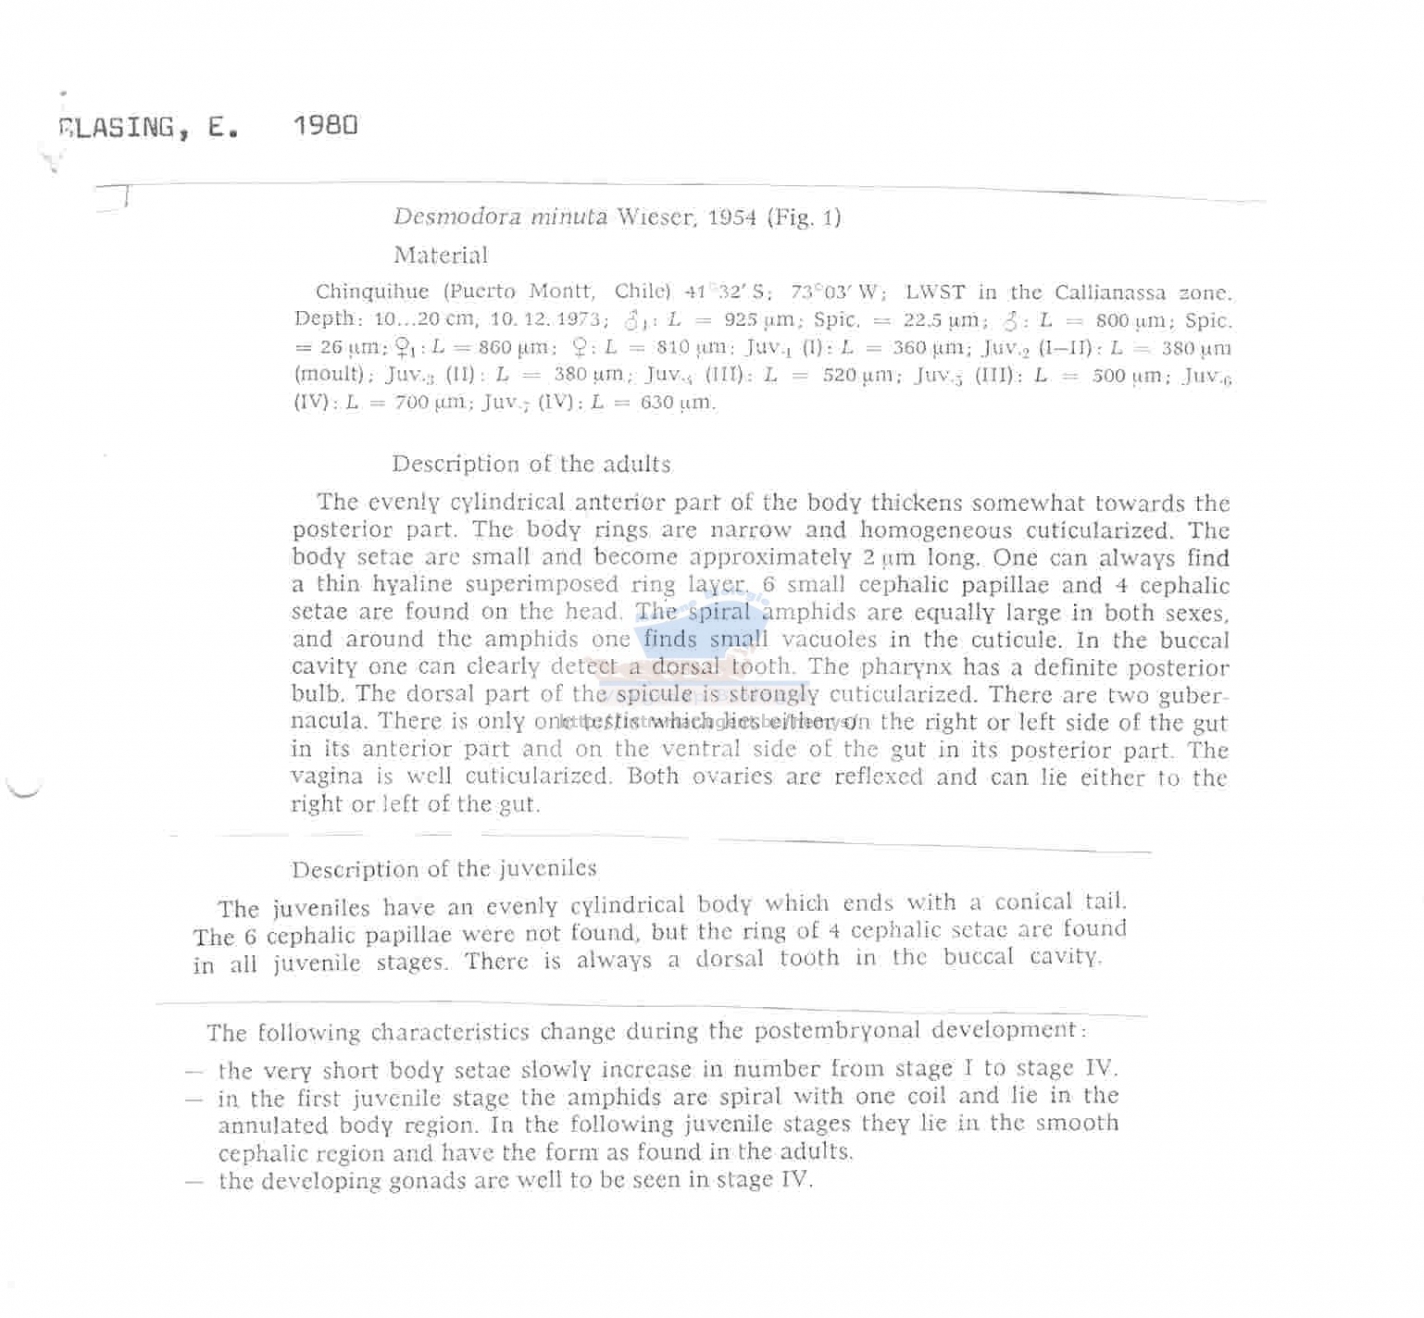 CLASING, E. 1980
Desmodora minuta Wieser, 1954 (Fig. 1)
Material
Chinquihue (Puerto Montt, Chile) 41°32′ S; 73°03′ W; LWST in the Callianassa zone.
Depth: 10...20 cm, 10. 12. 1973; ♂₁: L = 925 µm; Spic. = 22.5 µm; ♂: L = 800 µm; Spic.
= 26 µm; ♀₁: L = 860 µm; ♀: L = 810 µm; Juv.₁ (I): L = 360 µm; Juv.₂ (I–II): L = 380 µm
(moult); Juv.₃ (II): L = 380 µm; Juv.₄ (III): L = 520 µm; Juv.₅ (III): L = 500 µm; Juv.₆
(IV): L = 700 µm; Juv.₇ (IV): L = 630 µm.
Description of the adults
The evenly cylindrical anterior part of the body thickens somewhat towards the
posterior part. The body rings are narrow and homogeneous cuticularized. The
body setae are small and become approximately 2 µm long. One can always find
a thin hyaline superimposed ring layer. 6 small cephalic papillae and 4 cephalic
setae are found on the head. The spiral amphids are equally large in both sexes,
and around the amphids one finds small vacuoles in the cuticule. In the buccal
cavity one can clearly detect a dorsal tooth. The pharynx has a definite posterior
bulb. The dorsal part of the spicule is strongly cuticularized. There are two guber-
nacula. There is only one testis which lies either on the right or left side of the gut
in its anterior part and on the ventral side of the gut in its posterior part. The
vagina is well cuticularized. Both ovaries are reflexed and can lie either to the
right or left of the gut.
Description of the juveniles
The juveniles have an evenly cylindrical body which ends with a conical tail.
The 6 cephalic papillae were not found, but the ring of 4 cephalic setae are found
in all juvenile stages. There is always a dorsal tooth in the buccal cavity.
The following characteristics change during the postembryonal development:
— the very short body setae slowly increase in number from stage I to stage IV.
— in the first juvenile stage the amphids are spiral with one coil and lie in the
annulated body region. In the following juvenile stages they lie in the smooth
cephalic region and have the form as found in the adults.
— the developing gonads are well to be seen in stage IV.